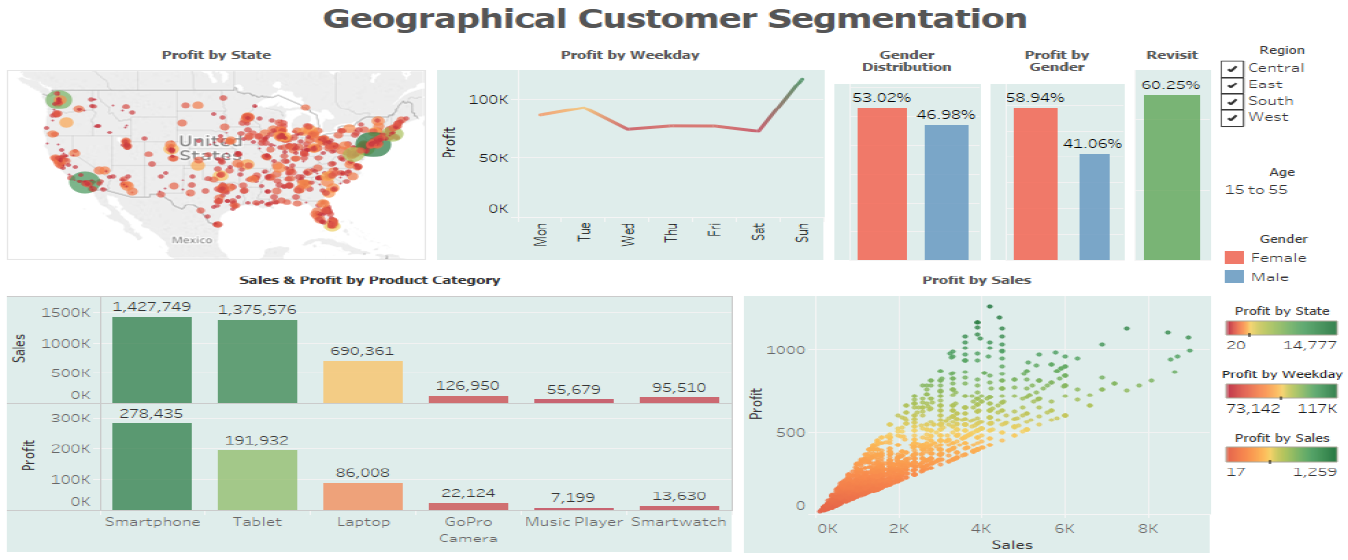 Geographical Customer Segmentation
Profit by State
United
States
Mexico
Profit by Weekday
Profit
100K
50K
0K
Mon
Tue
Wed
Thu
Fri
Sat
Sun
Gender
Distribution
53.02%
46.98%
Profit by
Gender
58.94%
41.06%
Revisit
60.25%
Region
Central
East
South
West
Age
15 to 55
Gender
Female
Male
Profit by State
20 14,777
Profit by Weekday
73,142 117K
Profit by Sales
17 1,259
Sales & Profit by Product Category
Sales
1500K
1000K
500K
0K
1,427,749
1,375,576
690,361
126,950
55,679
95,510
Profit
300K
200K
100K
0K
278,435
191,932
86,008
22,124
7,199
13,630
Smartphone
Tablet
Laptop
GoPro
Camera
Music Player
Smartwatch
Profit by Sales
Profit
1000
500
0
0K
2K
4K
6K
8K
Sales